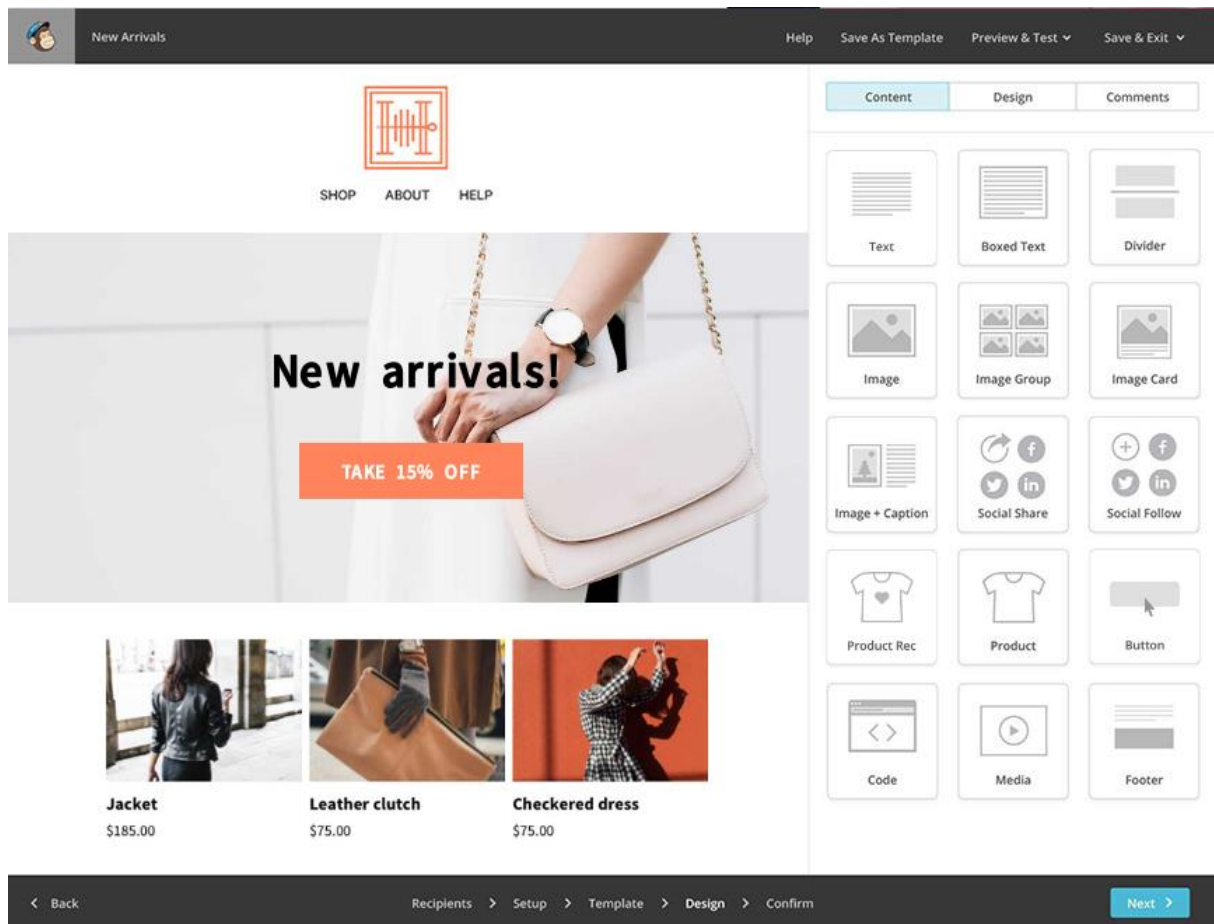 New Arrivals
Help Save As Template Preview & Test Save & Exit
Content Design Comments
SHOP ABOUT HELP
New arrivals!
TAKE 15% OFF
Jacket
$185.00
Leather clutch
$75.00
Checkered dress
$75.00
Text Boxed Text Divider
Image Image Group Image Card
Image + Caption Social Share Social Follow
Product Rec Product Button
Code Media Footer
< Back
Recipients > Setup > Template > Design > Confirm
Next >